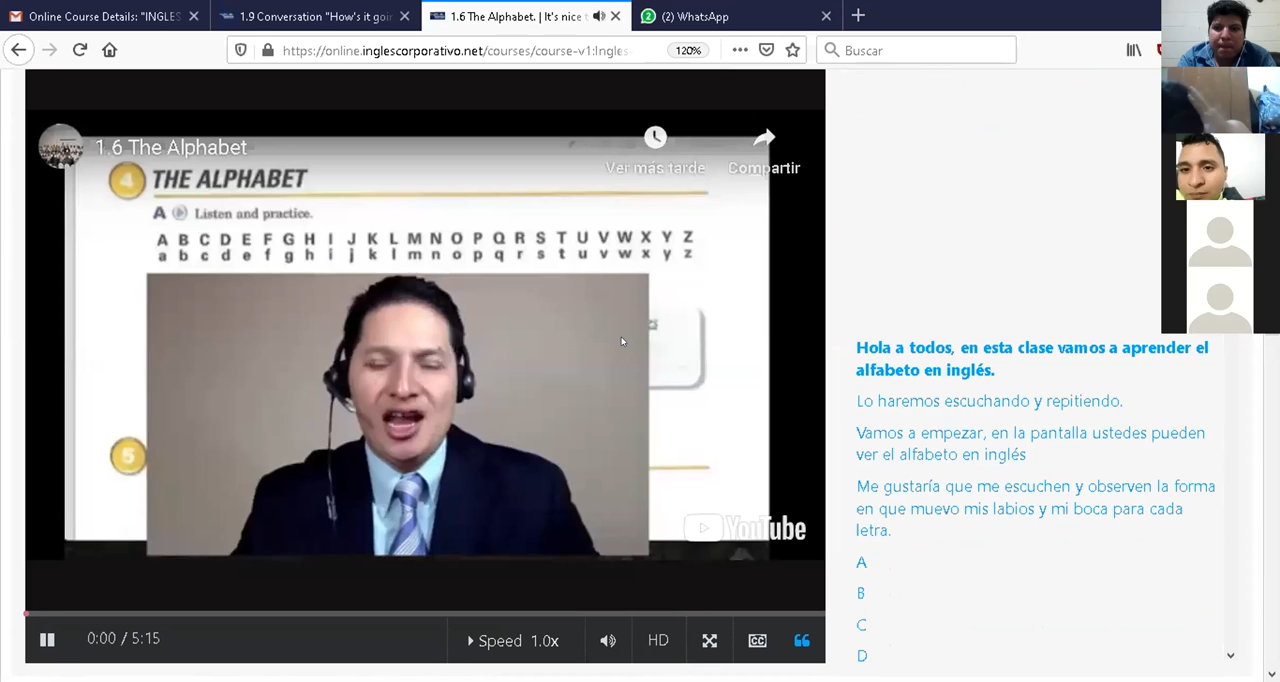 Online Course Details: "INGLES
1.9 Conversation "How's it goin
1.6 The Alphabet. | It's nice t
(2) WhatsApp
https://online.inglescorporativo.net/courses/course-v1:Ingles-
120%
Buscar
1.6 The Alphabet
Ver más tarde
Compartir
4 THE ALPHABET
A Listen and practice.
A B C D E F G H I J K L M N O P Q R S T U V W X Y Z
a b c d e f g h i j k l m n o p q r s t u v w x y z
5
YouTube
0:00 / 5:15
Speed 1.0x
HD
CC
Hola a todos, en esta clase vamos a aprender el
alfabeto en inglés.
Lo haremos escuchando y repitiendo.
Vamos a empezar, en la pantalla ustedes pueden
ver el alfabeto en inglés
Me gustaría que me escuchen y observen la forma
en que muevo mis labios y mi boca para cada
letra.
A
B
C
D